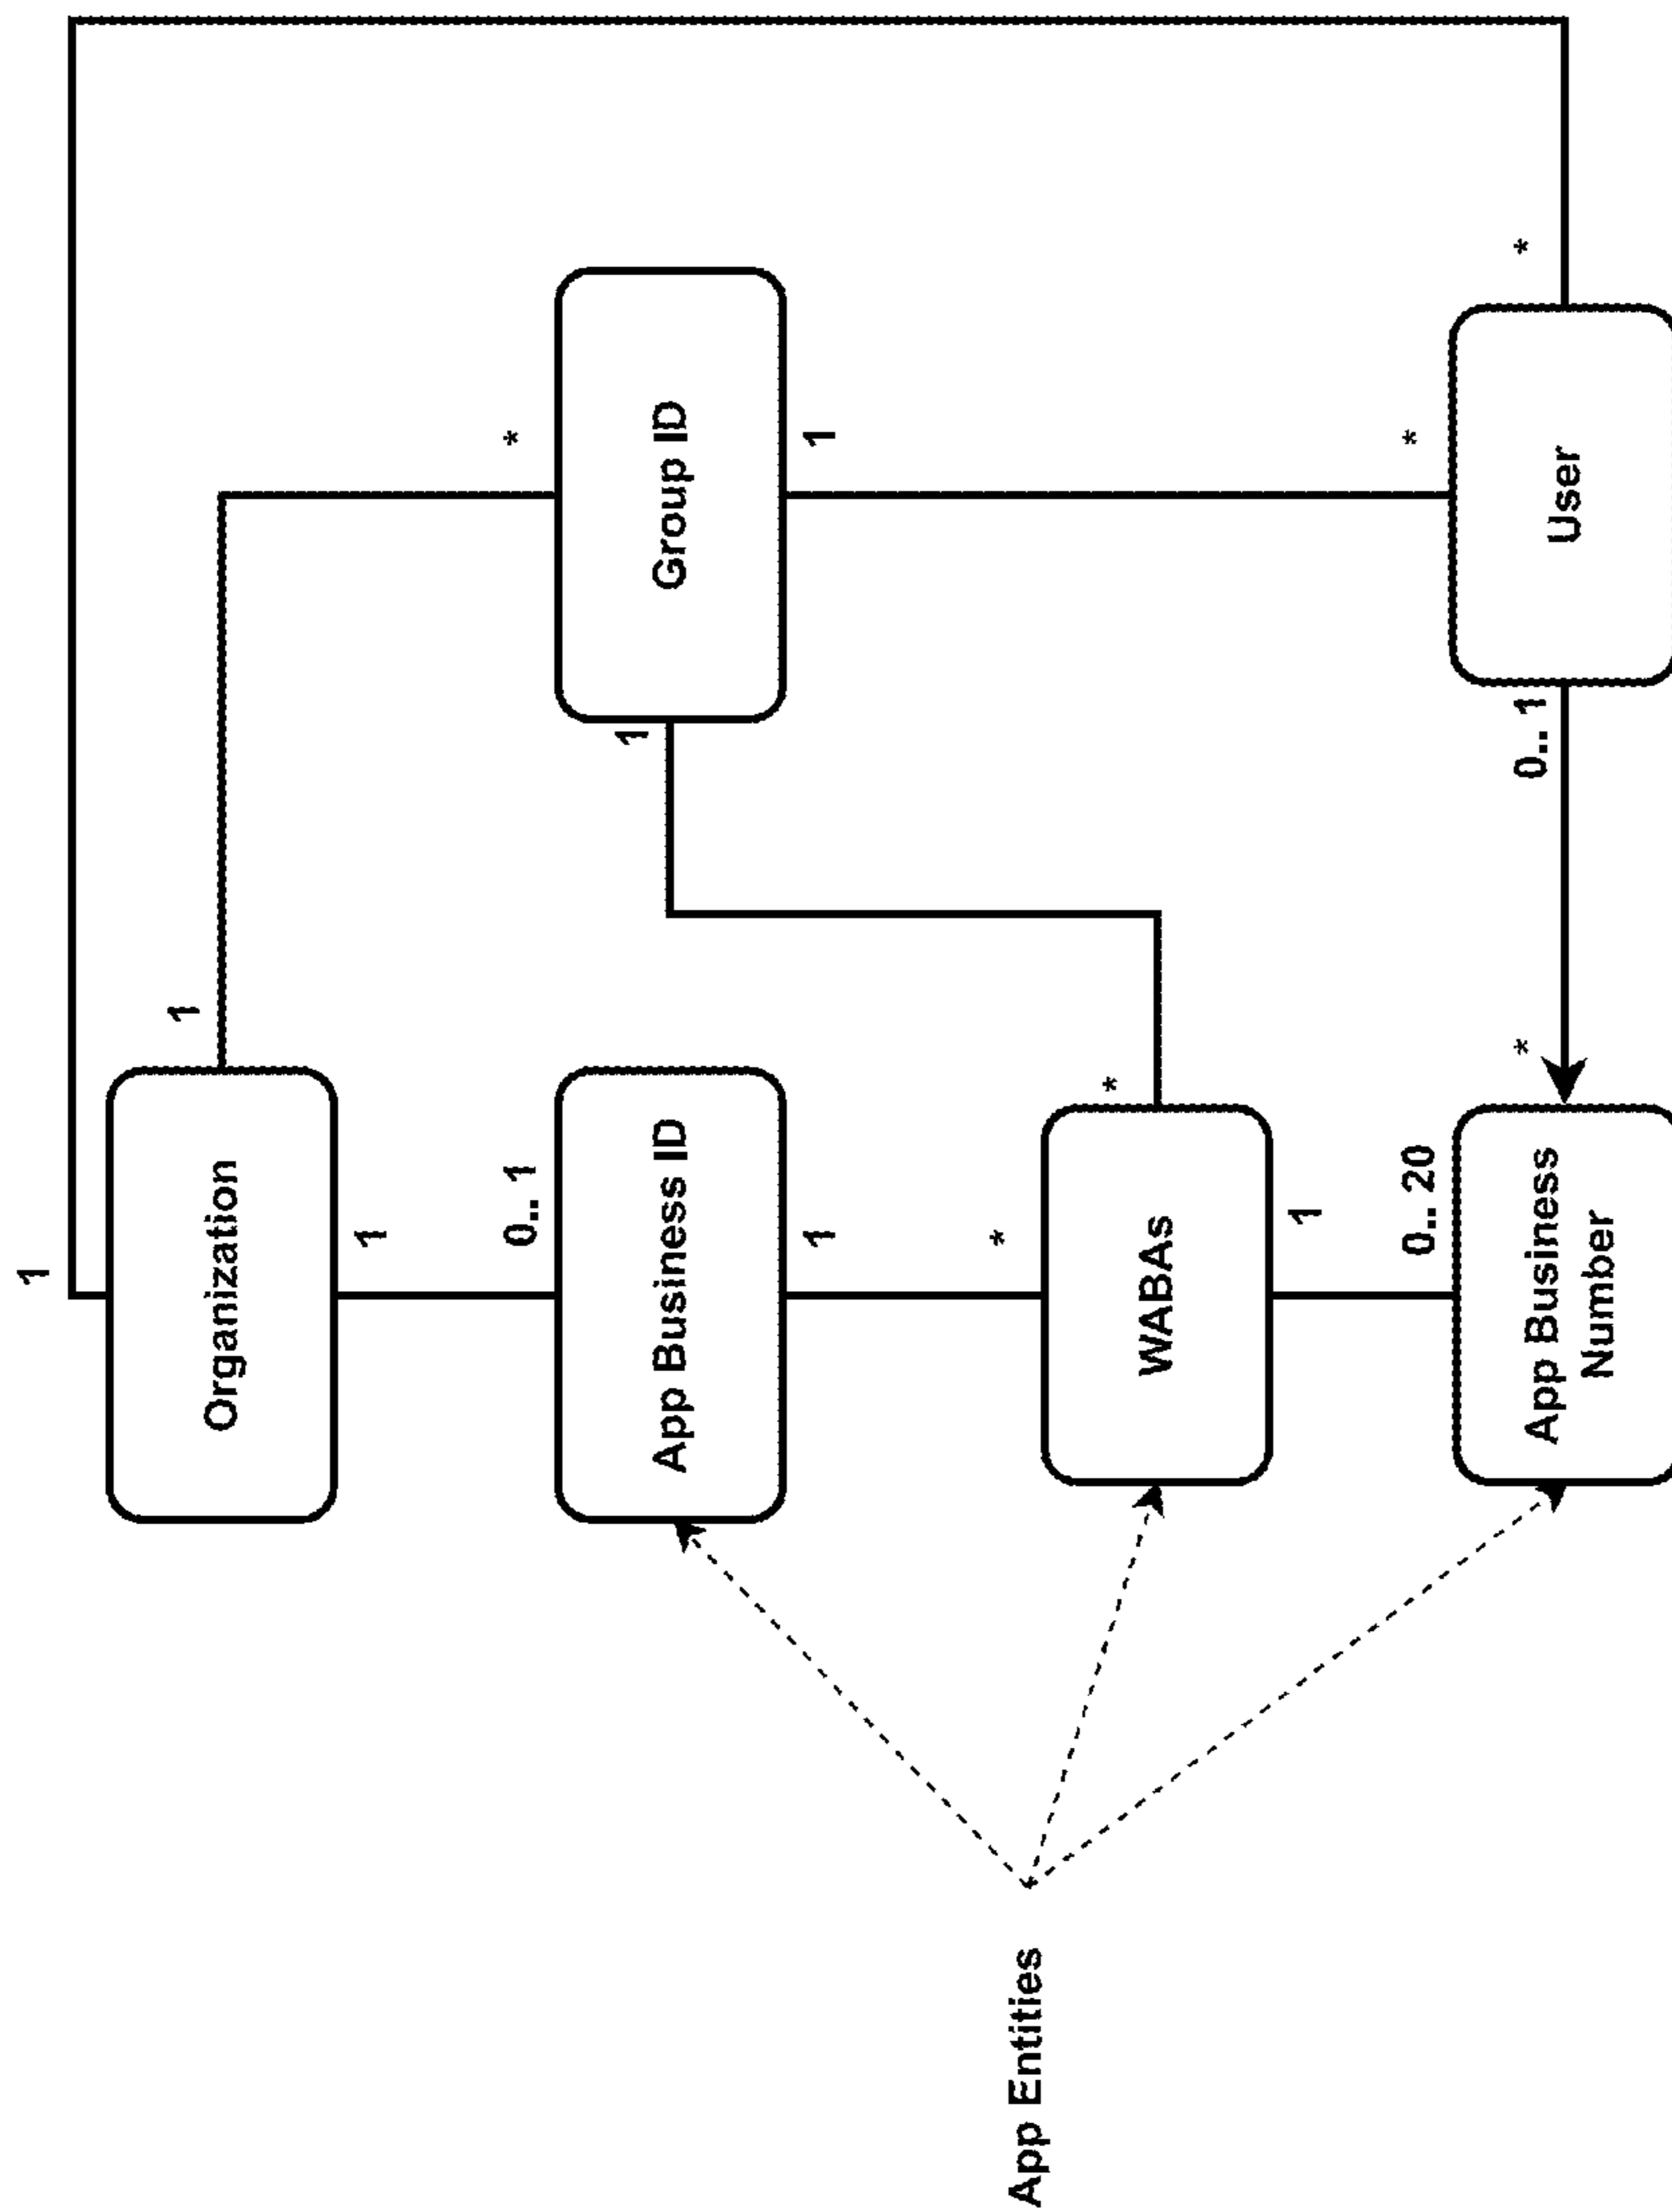 1
Organization
1
1
*
0.. 1
App Business ID
Group ID
1
1
1
*
*
WABAs
1
App Entities
0.. 20
*
*
App Business
Number
*
0.. 1
User